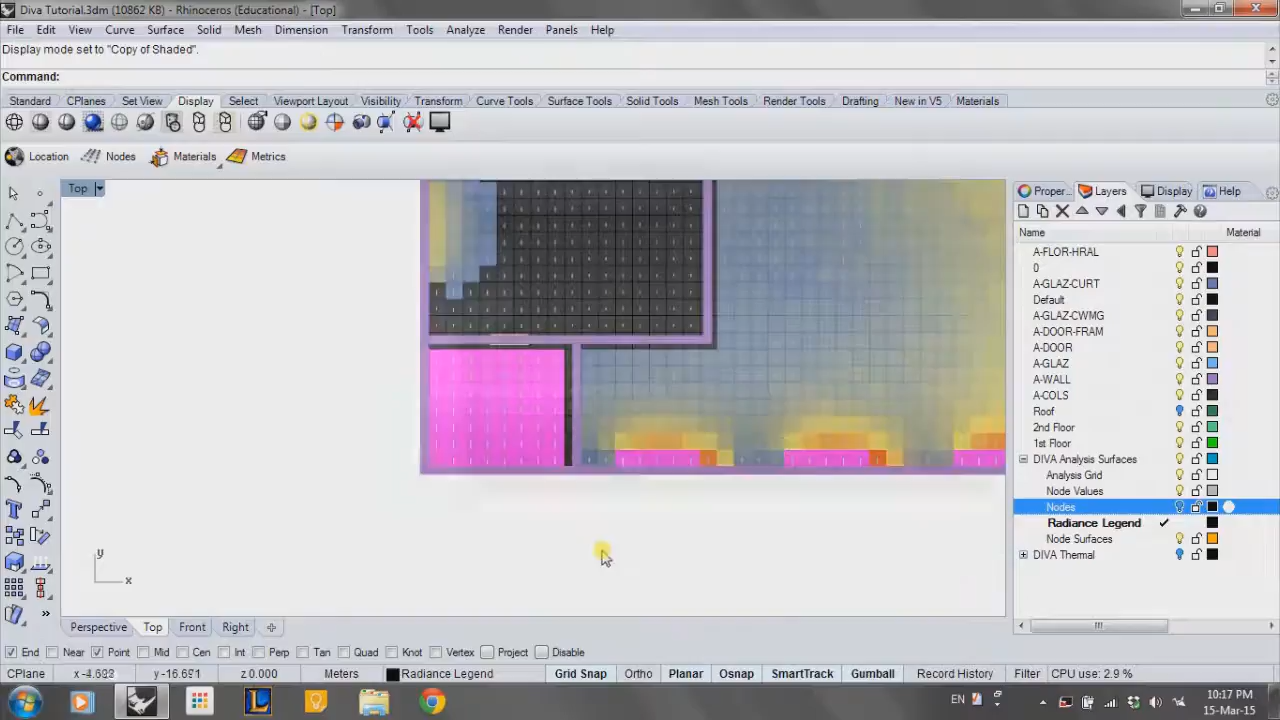 Diva Tutorial.3dm (10862 KB) - Rhinoceros (Educational) - [Top]
File Edit View Curve Surface Solid Mesh Dimension Transform Tools Analyze Render Panels Help
Display mode set to "Copy of Shaded".
Command:
Standard CPlanes Set View Display Select Viewport Layout Visibility Transform Curve Tools Surface Tools Solid Tools Mesh Tools Render Tools Drafting New in V5 Materials
Location Nodes Materials Metrics
Top
Proper... Layers Display Help
Name Material
A-FLOR-HRAL
0
A-GLAZ-CURT
Default
A-GLAZ-CWMG
A-DOOR-FRAM
A-DOOR
A-GLAZ
A-WALL
A-COLS
Roof
2nd Floor
1st Floor
DIVA Analysis Surfaces
Analysis Grid
Node Values
Nodes
Radiance Legend
Node Surfaces
DIVA Thermal
y
x
Perspective Top Front Right
End Near Point Mid Cen Int Perp Tan Quad Knot Vertex Project Disable
CPlane x -4.682 y -16.671 z 0.000 Meters Radiance Legend Grid Snap Ortho Planar Osnap SmartTrack Gumball Record History Filter CPU use: 2.9 %
EN
10:17 PM
15-Mar-15